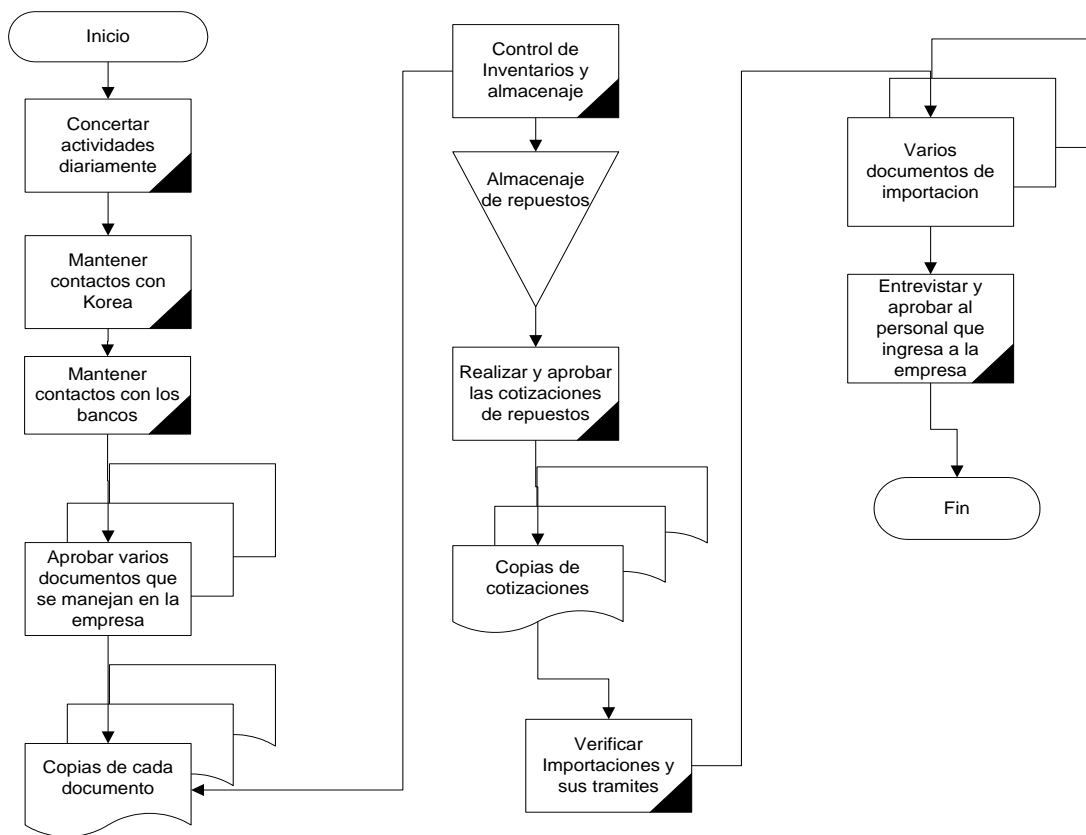 Inicio
Concertar
actividades
diariamente
Mantener
contactos con
Korea
Mantener
contactos con los
bancos
Aprobar varios
documentos que
se manejan en la
empresa
Copias de cada
documento
Control de
Inventarios y
almacenaje
Almacenaje
de repuestos
Realizar y aprobar
las cotizaciones
de repuestos
Copias de
cotizaciones
Verificar
Importaciones y
sus tramites
Varios
documentos de
importacion
Entrevistar y
aprobar al
personal que
ingresa a la
empresa
Fin